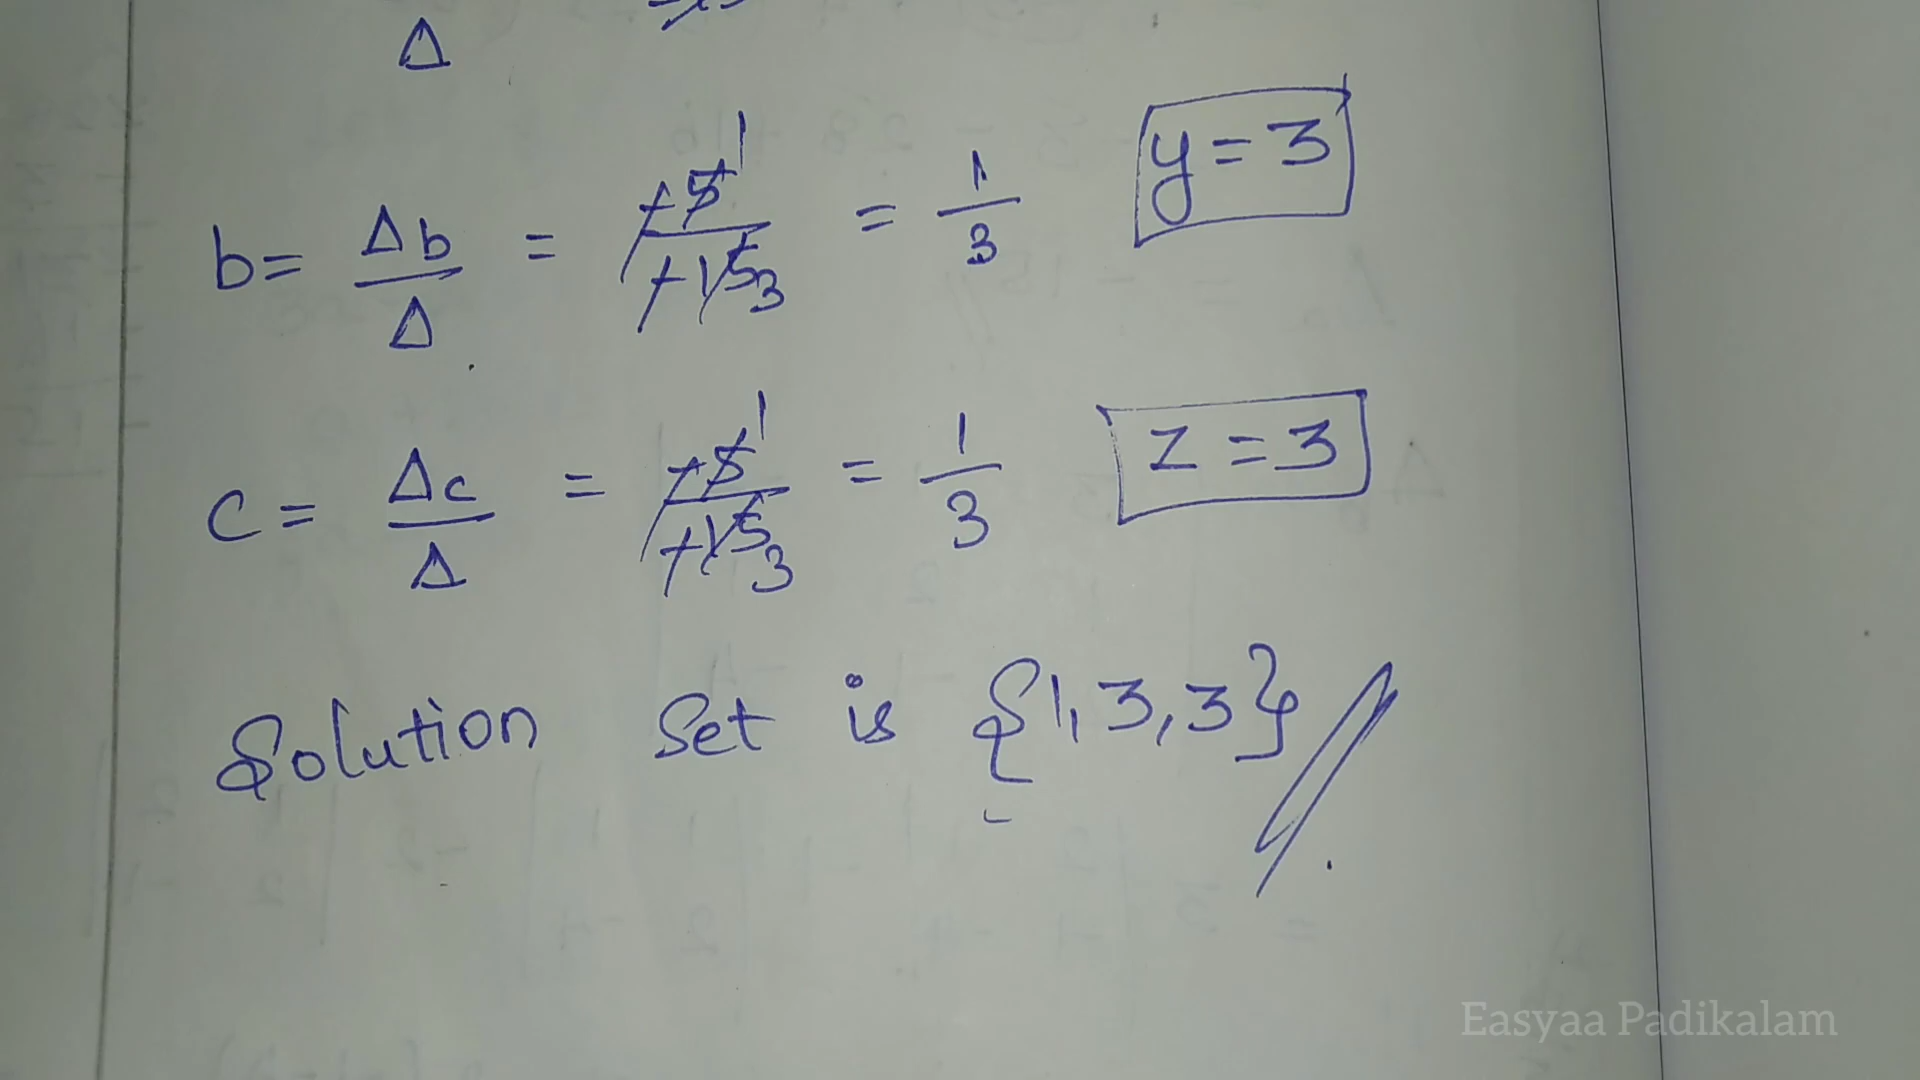 Δ
b = Δb/Δ = +5/+15 = 1/3 y = 3
c = Δc/Δ = +5/+15 = 1/3 z = 3
Solution Set is {1, 3, 3}
Easyaa Padikalam